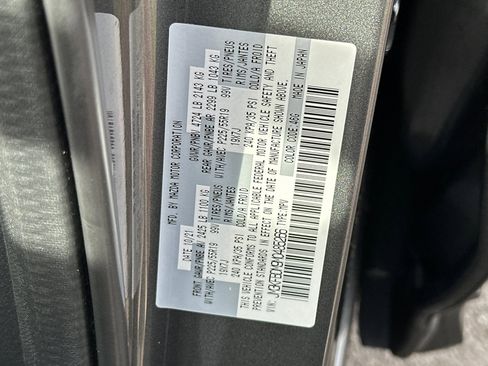 MFD. BY MAZDA MOTOR CORPORATION
DATE: 10/21 GVWR/PNBV 4724 LB 2143 KG
FRONT GAWR/PNBE AV 2425 LB 1100 KG REAR GAWR/PNBE AR 2299 LB 1043 KG
WITH/AVEC P225/55R19 99V TIRES/PNEUS WITH/AVEC P225/55R19 99V TIRES/PNEUS
19X7J RIMS/JANTES 19X7J RIMS/JANTES
240 KPA/35 PSI COLD/A FROID 240 KPA/35 PSI COLD/A FROID
THIS VEHICLE CONFORMS TO ALL APPLICABLE FEDERAL MOTOR VEHICLE SAFETY AND THEFT
PREVENTION STANDARDS IN EFFECT ON THE DATE OF MANUFACTURE SHOWN ABOVE.
VIN: TYPE:MPV COLOR CODE:46G MADE IN JAPAN